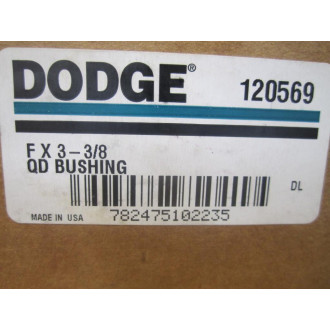 DODGE® 120569
F X 3-3/8
QD BUSHING
DL
MADE IN USA 782475102235